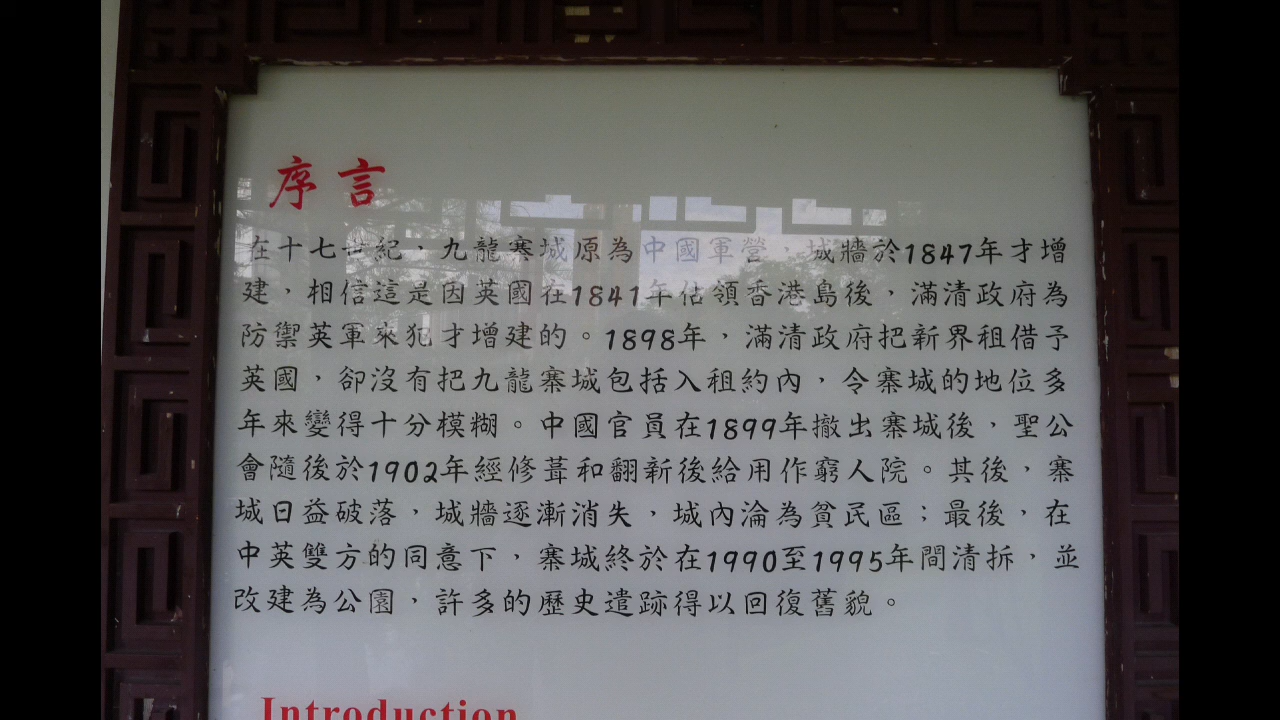 序言
在十七世紀，九龍寨城原為中國軍營，城牆於1847年才增
建，相信這是因英國在1841年佔領香港島後，滿清政府為
防禦英軍來犯才增建的。1898年，滿清政府把新界租借予
英國，卻沒有把九龍寨城包括入租約內，令寨城的地位多
年來變得十分模糊。中國官員在1899年撤出寨城後，聖公
會隨後於1902年經修葺和翻新後給用作窮人院。其後，寨
城日益破落，城牆逐漸消失，城內淪為貧民區；最後，在
中英雙方的同意下，寨城終於在1990至1995年間清拆，並
改建為公園，許多的歷史遺跡得以回復舊貌。
Introduction